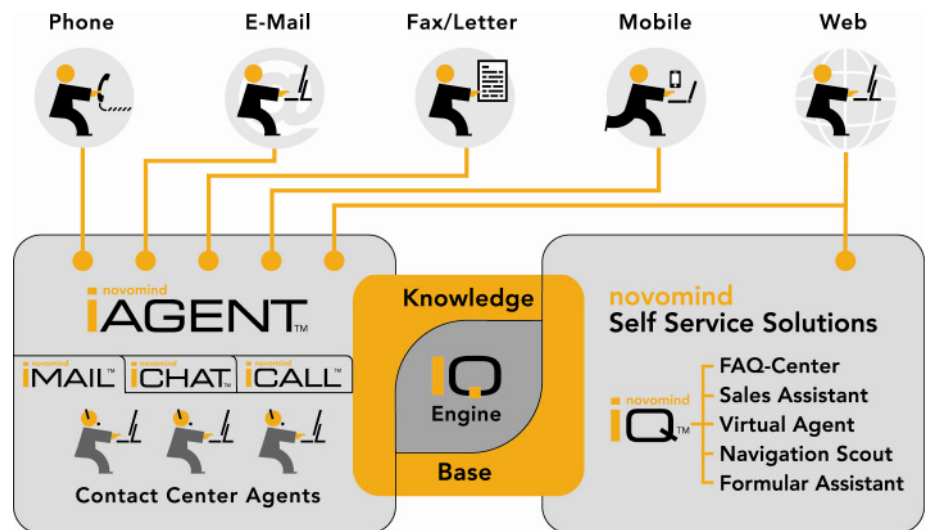 Phone
E-Mail
Fax/Letter
Mobile
Web
novomind
iAGENT™
novomind
iMAIL™
novomind
iCHAT™
novomind
iCALL™
Contact Center Agents
Knowledge
IQ
Engine
Base
novomind
Self Service Solutions
novomind
iQ™
FAQ-Center
Sales Assistant
Virtual Agent
Navigation Scout
Formular Assistant